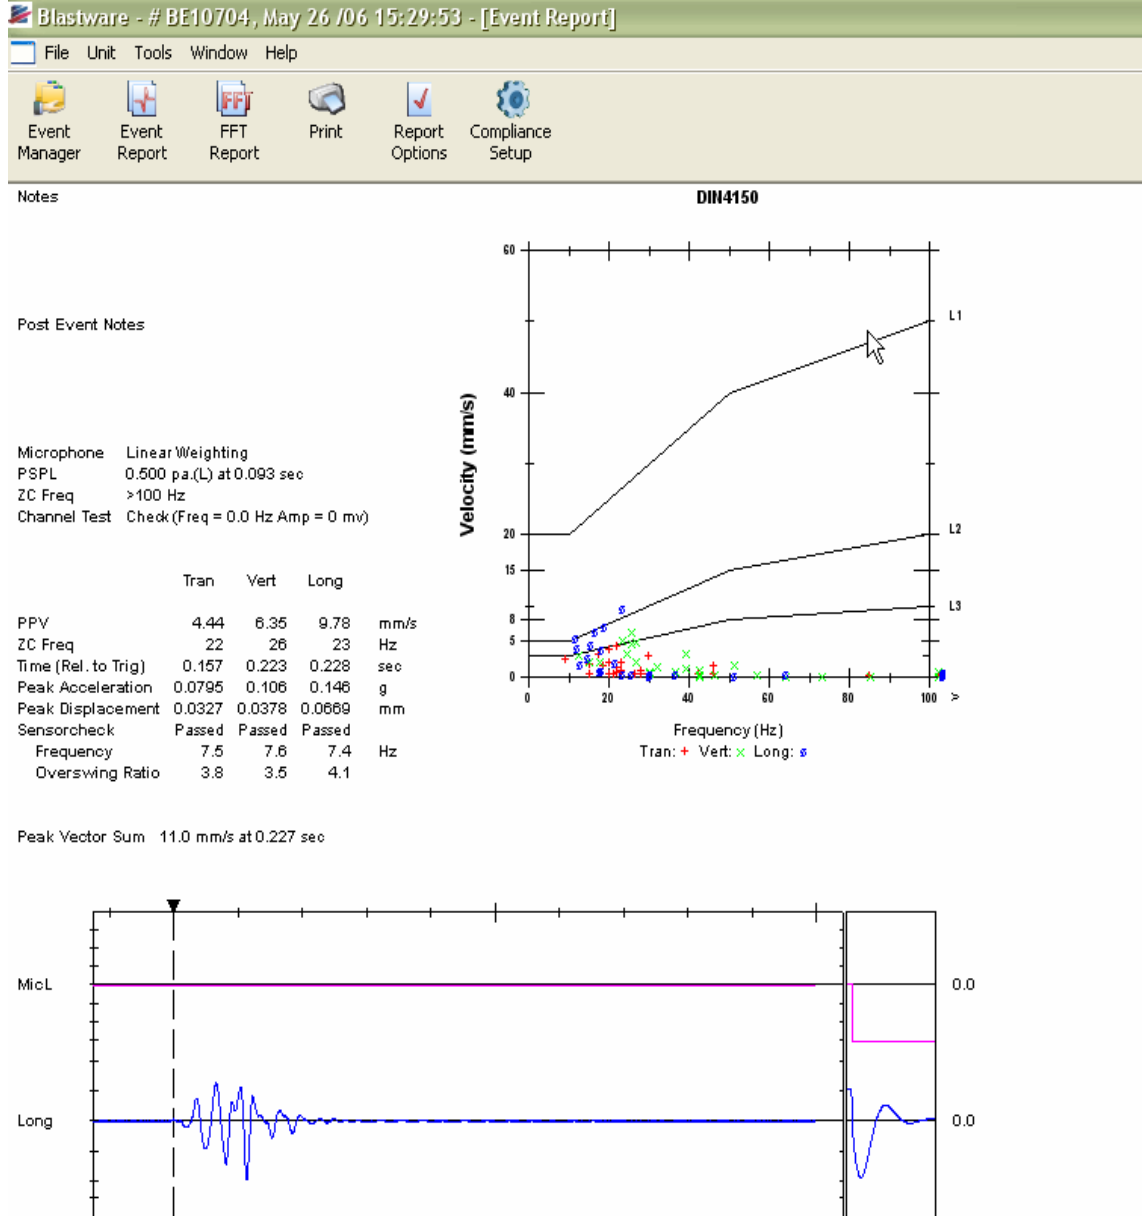 Blastware - # BE10704, May 26 /06 15:29:53 - [Event Report]
File Unit Tools Window Help
Event Manager
Event Report
FFT Report
Print
Report Options
Compliance Setup
Notes
DIN4150
Post Event Notes
60
40
20
15
8
5
0
Velocity (mm/s)
L1
L2
L3
0 20 40 60 80 100 >
Frequency (Hz)
Tran: + Vert: x Long: ø
Microphone Linear Weighting
PSPL 0.500 pa.(L) at 0.093 sec
ZC Freq >100 Hz
Channel Test Check (Freq = 0.0 Hz Amp = 0 mv)
Tran Vert Long
PPV 4.44 6.35 9.78 mm/s
ZC Freq 22 26 23 Hz
Time (Rel. to Trig) 0.157 0.223 0.228 sec
Peak Acceleration 0.0795 0.106 0.146 g
Peak Displacement 0.0327 0.0378 0.0669 mm
Sensorcheck Passed Passed Passed
Frequency 7.5 7.6 7.4 Hz
Overswing Ratio 3.8 3.5 4.1
Peak Vector Sum 11.0 mm/s at 0.227 sec
MicL 0.0
Long 0.0